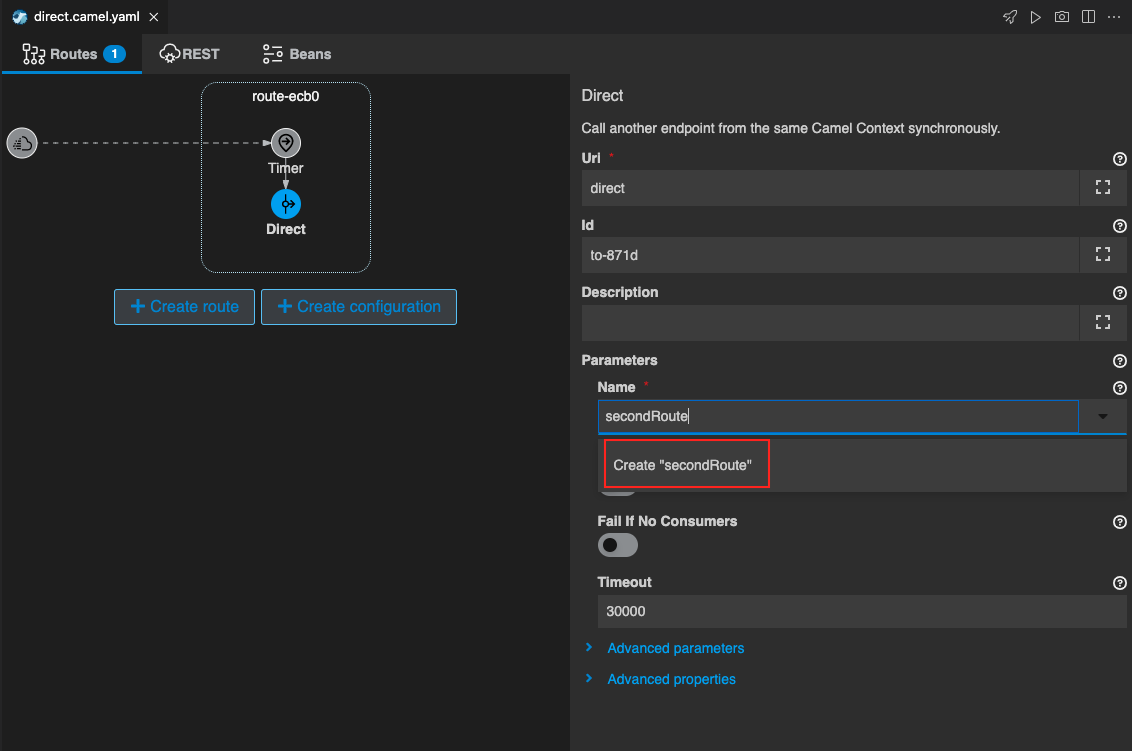 direct.camel.yaml
Routes 1 REST Beans
route-ecb0
Timer
Direct
Create route Create configuration
Direct
Call another endpoint from the same Camel Context synchronously.
Uri *
direct
Id
to-871d
Description
Parameters
Name *
secondRoute
Create "secondRoute"
Fail If No Consumers
Timeout
30000
Advanced parameters
Advanced properties